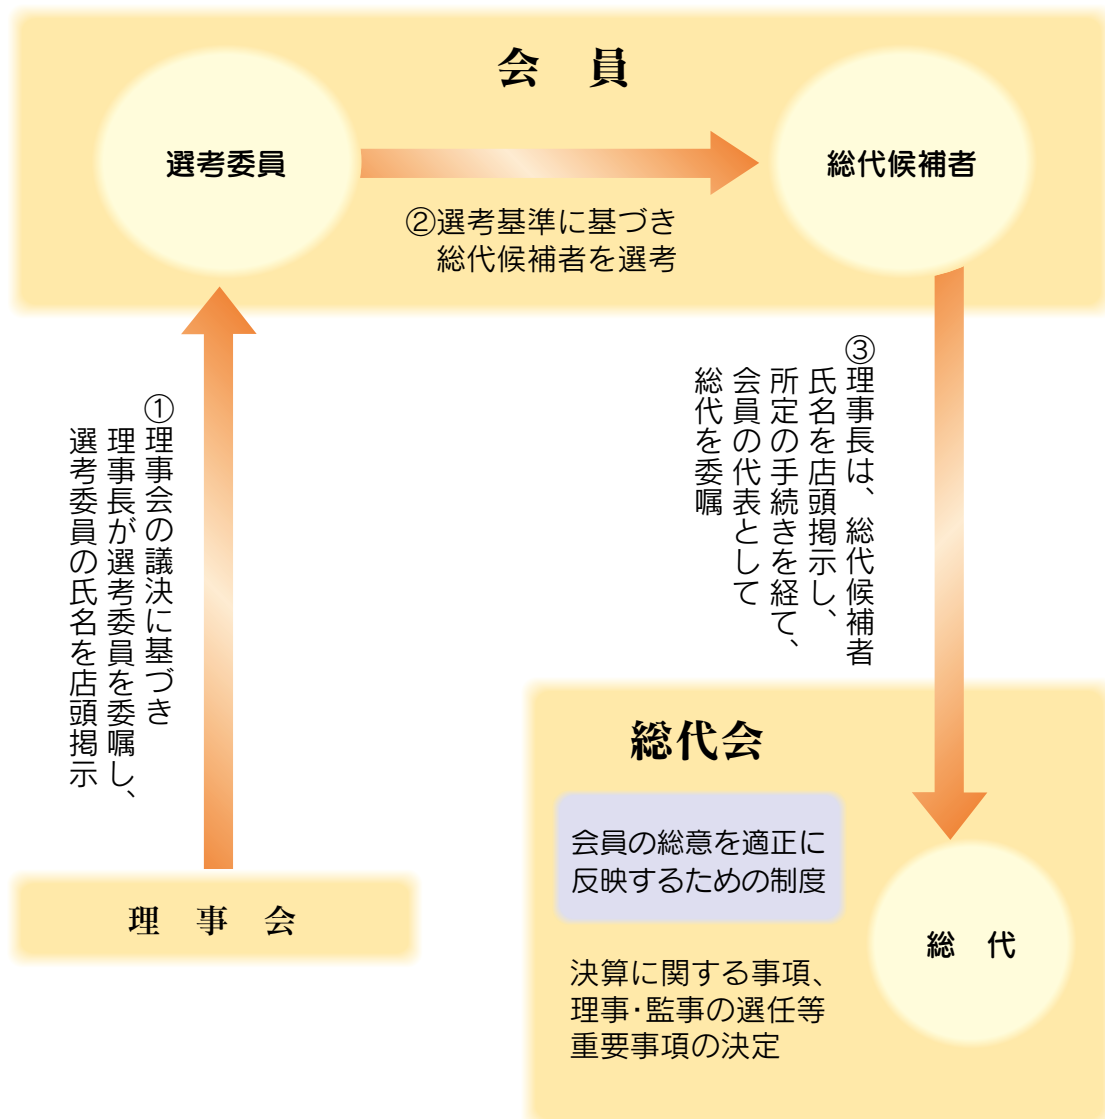 会　員
選考委員
総代候補者
②選考基準に基づき
総代候補者を選考
①理事会の議決に基づき
理事長が選考委員を委嘱し、
選考委員の氏名を店頭掲示
③理事長は、総代候補者
氏名を店頭掲示し、
所定の手続きを経て、
会員の代表として
総代を委嘱
理　事　会
総代会
会員の総意を適正に
反映するための制度
決算に関する事項、
理事・監事の選任等
重要事項の決定
総　代